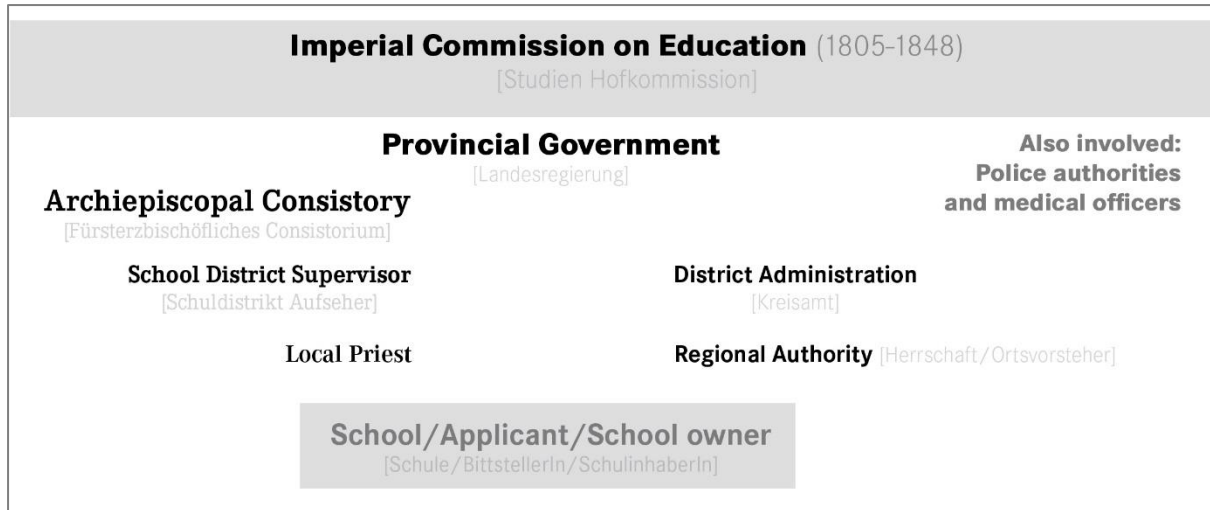 Imperial Commission on Education (1805-1848)
[Studien Hofkommission]
Provincial Government
[Landesregierung]
Also involved:
Police authorities
and medical officers
Archiepiscopal Consistory
[Fürsterzbischöfliches Consistorium]
School District Supervisor
[Schuldistrikt Aufseher]
District Administration
[Kreisamt]
Local Priest
Regional Authority [Herrschaft/Ortsvorsteher]
School/Applicant/School owner
[Schule/BittstellerIn/SchulinhaberIn]